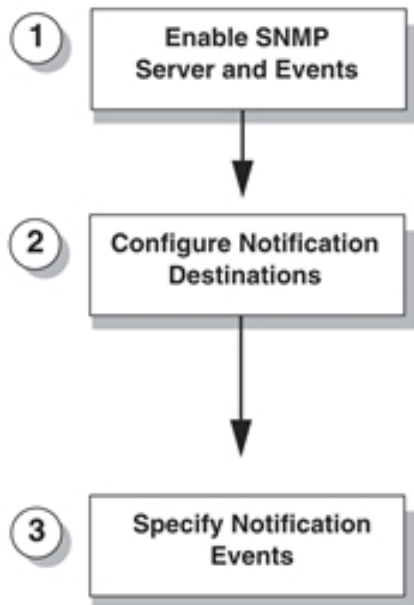 1
Enable SNMP
Server and Events
2
Configure Notification
Destinations
3
Specify Notification
Events